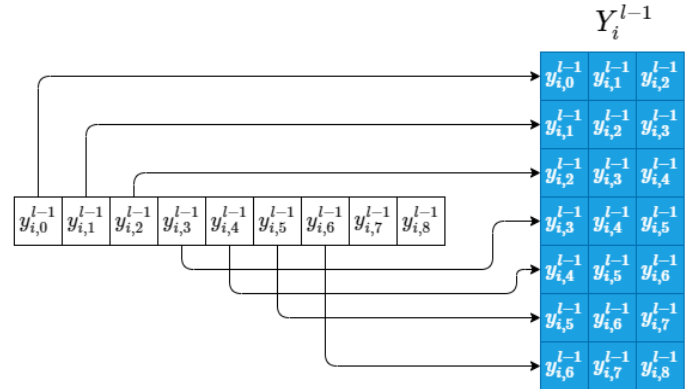 Y_i^{l-1}
y_{i,0}^{l-1} y_{i,1}^{l-1} y_{i,2}^{l-1}
y_{i,1}^{l-1} y_{i,2}^{l-1} y_{i,3}^{l-1}
y_{i,2}^{l-1} y_{i,3}^{l-1} y_{i,4}^{l-1}
y_{i,0}^{l-1} y_{i,1}^{l-1} y_{i,2}^{l-1} y_{i,3}^{l-1} y_{i,4}^{l-1} y_{i,5}^{l-1} y_{i,6}^{l-1} y_{i,7}^{l-1} y_{i,8}^{l-1}
y_{i,3}^{l-1} y_{i,4}^{l-1} y_{i,5}^{l-1}
y_{i,4}^{l-1} y_{i,5}^{l-1} y_{i,6}^{l-1}
y_{i,5}^{l-1} y_{i,6}^{l-1} y_{i,7}^{l-1}
y_{i,6}^{l-1} y_{i,7}^{l-1} y_{i,8}^{l-1}